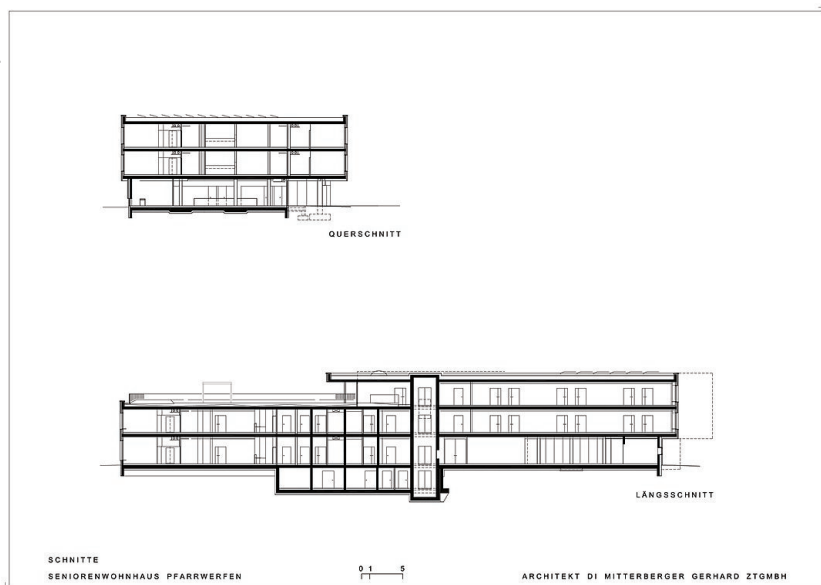 QUERSCHNITT
LÄNGSSCHNITT
SCHNITTE
SENIORENWOHNHAUS PFARRWERFEN
0 1 5
ARCHITEKT DI MITTERBERGER GERHARD ZTGMBH